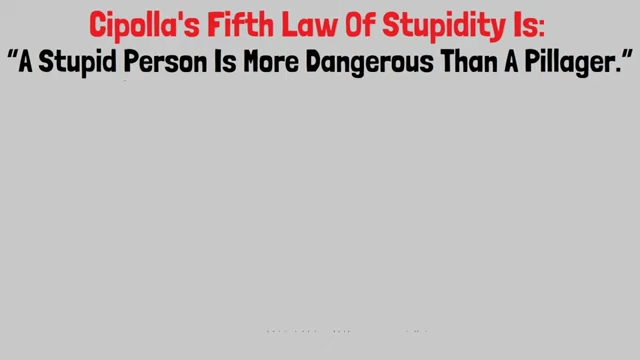 Cipolla's Fifth Law Of Stupidity Is:
“A Stupid Person Is More Dangerous Than A Pillager.”